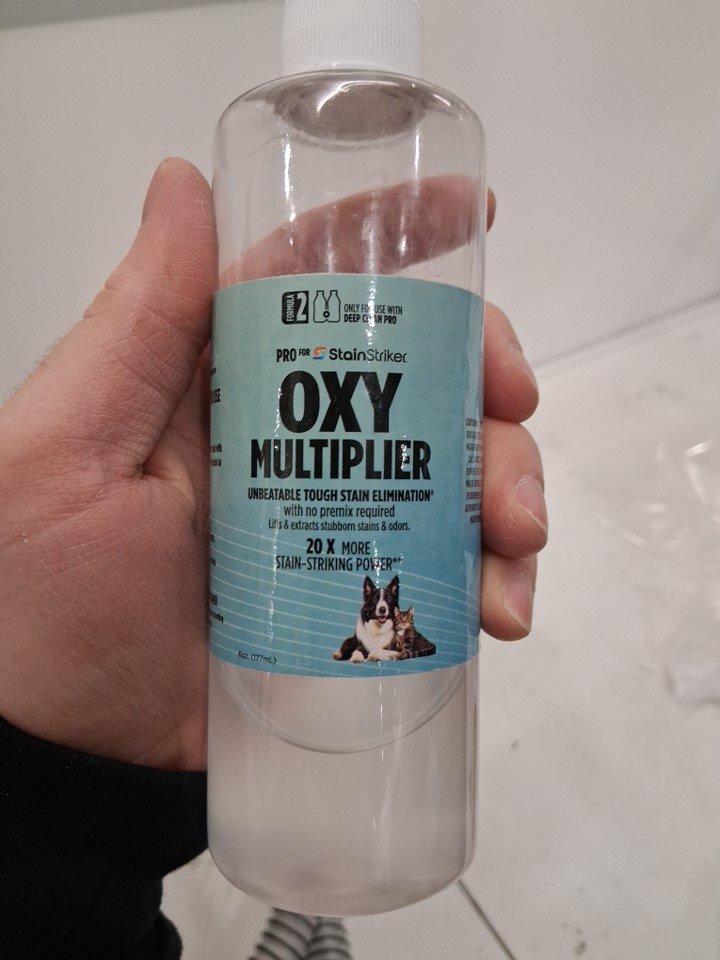 FORMULA
2
ONLY FOR USE WITH
DEEP CLEAN PRO
PRO FOR StainStriker
OXY
MULTIPLIER
UNBEATABLE TOUGH STAIN ELIMINATION*
with no premix required
Lifts & extracts stubborn stains & odors.
20 X MORE
STAIN-STRIKING POWER**
6oz. (177mL)